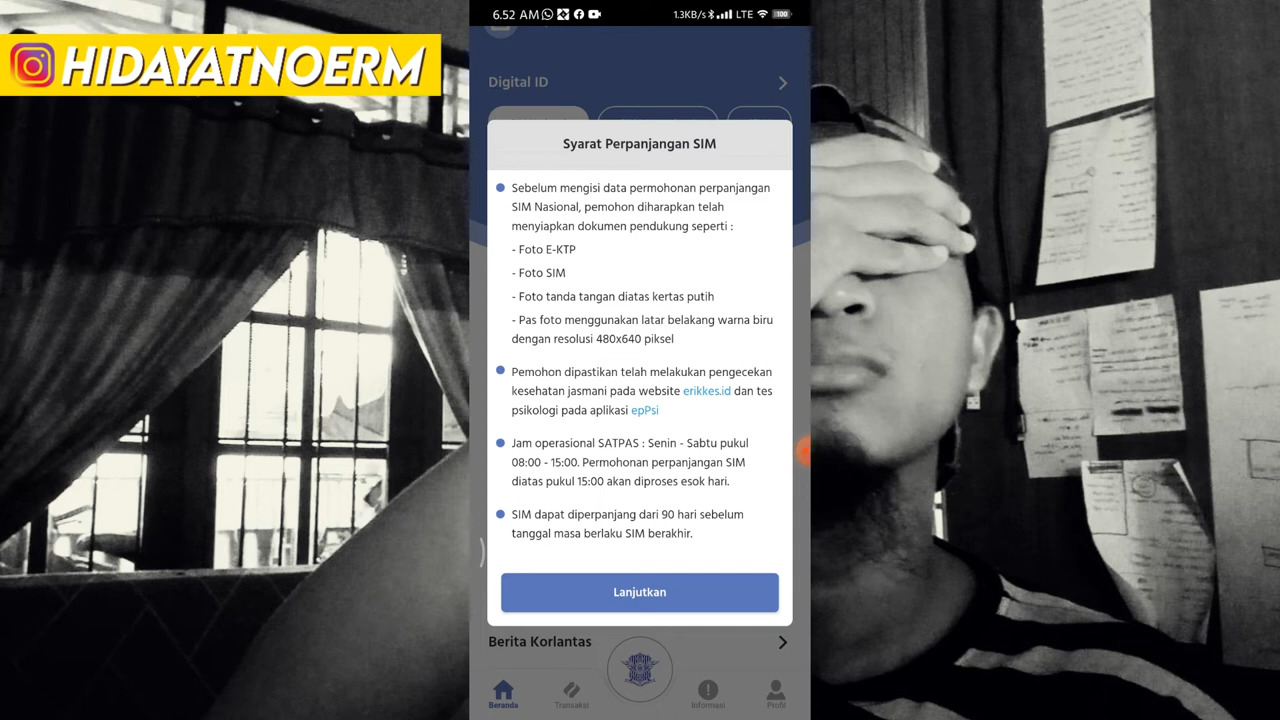 HIDAYATNOERM
6.52 AM
1.3KB/s LTE 100
Digital ID
Syarat Perpanjangan SIM
Sebelum mengisi data permohonan perpanjangan
SIM Nasional, pemohon diharapkan telah
menyiapkan dokumen pendukung seperti :
- Foto E-KTP
- Foto SIM
- Foto tanda tangan diatas kertas putih
- Pas foto menggunakan latar belakang warna biru
dengan resolusi 480x640 piksel
Pemohon dipastikan telah melakukan pengecekan
kesehatan jasmani pada website erikkes.id dan tes
psikologi pada aplikasi epPsi
Jam operasional SATPAS : Senin - Sabtu pukul
08:00 - 15:00. Permohonan perpanjangan SIM
diatas pukul 15:00 akan diproses esok hari.
SIM dapat diperpanjang dari 90 hari sebelum
tanggal masa berlaku SIM berakhir.
Lanjutkan
Berita Korlantas
Beranda
Transaksi
Informasi
Profil